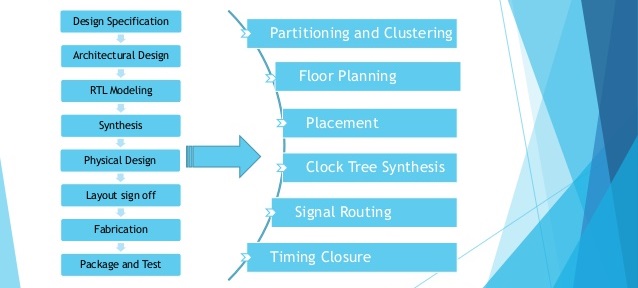 Design Specification
Architectural Design
RTL Modeling
Synthesis
Physical Design
Layout sign off
Fabrication
Package and Test
Partitioning and Clustering
Floor Planning
Placement
Clock Tree Synthesis
Signal Routing
Timing Closure